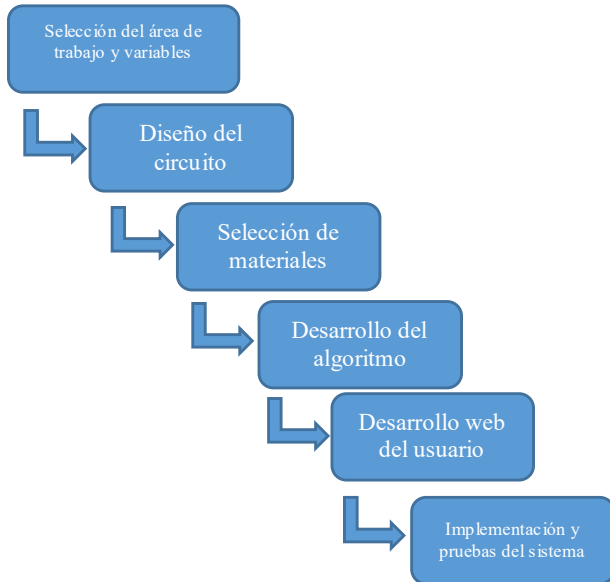 Selección del área de
trabajo y variables
Diseño del
circuito
Selección de
materiales
Desarrollo del
algoritmo
Desarrollo web
del usuario
Implementación y
pruebas del sistema